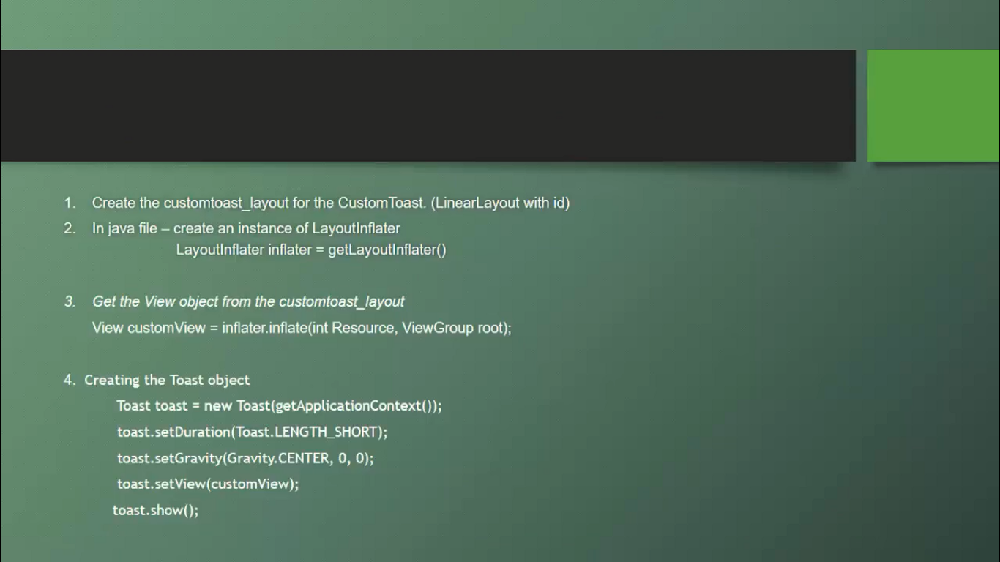 1. Create the customtoast_layout for the CustomToast. (LinearLayout with id)
2. In java file – create an instance of LayoutInflater
LayoutInflater inflater = getLayoutInflater()
3. Get the View object from the customtoast_layout
View customView = inflater.inflate(int Resource, ViewGroup root);
4. Creating the Toast object
Toast toast = new Toast(getApplicationContext());
toast.setDuration(Toast.LENGTH_SHORT);
toast.setGravity(Gravity.CENTER, 0, 0);
toast.setView(customView);
toast.show();